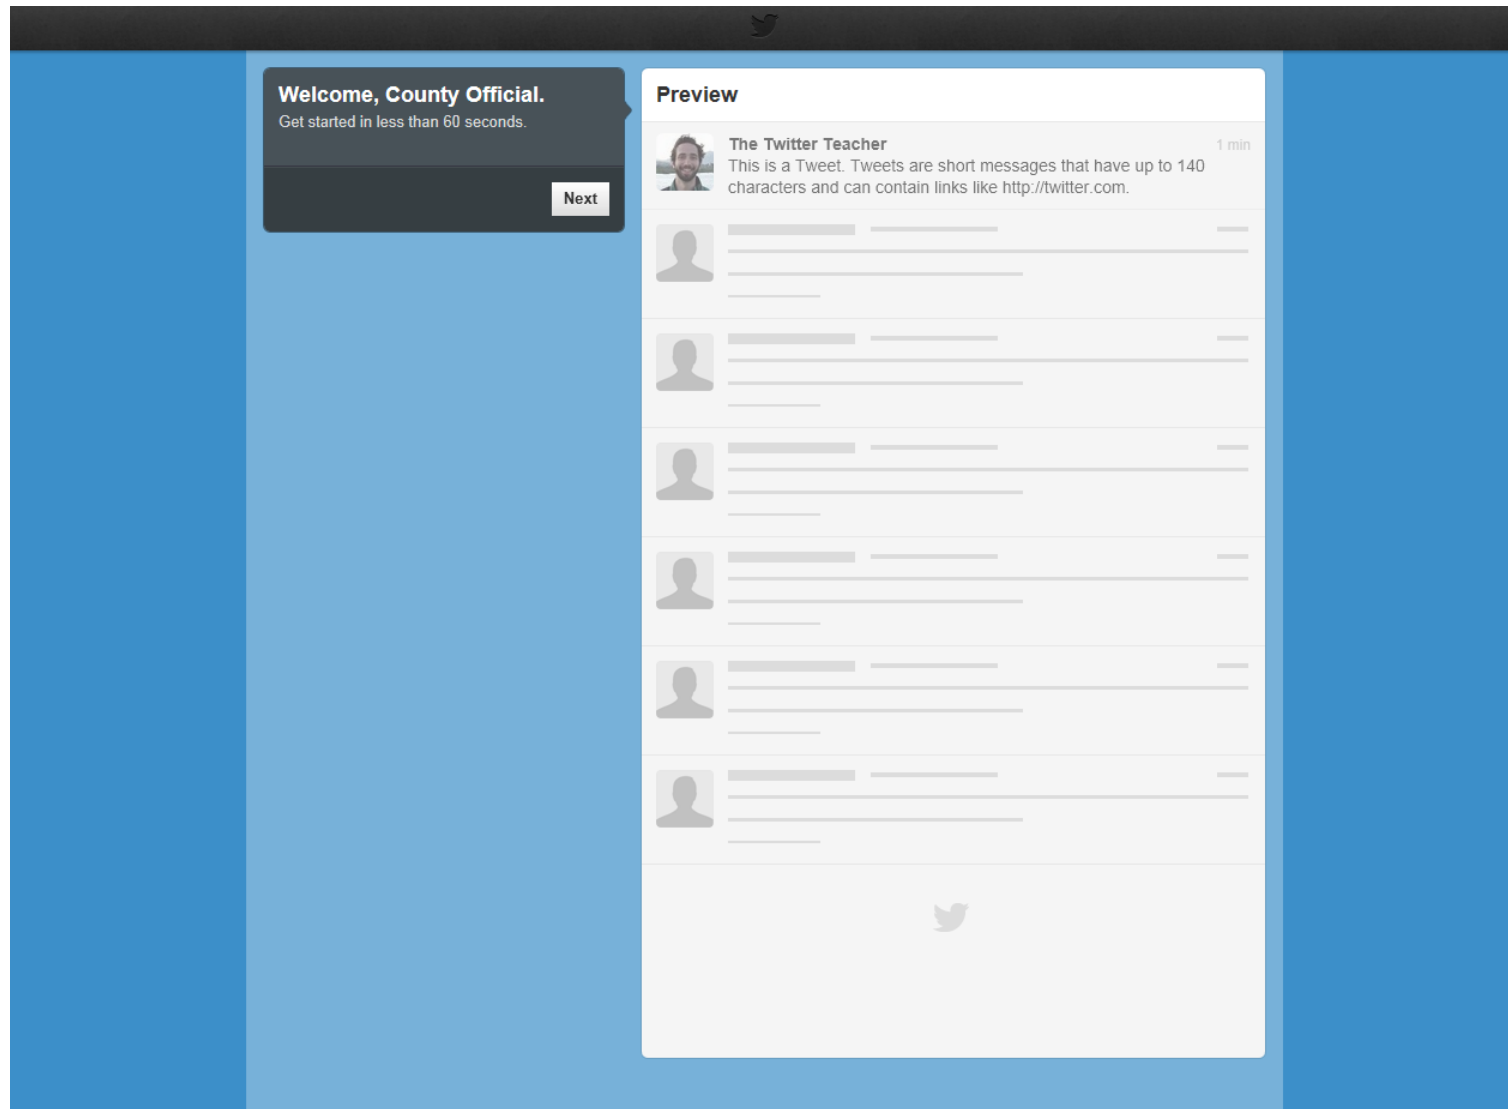 Welcome, County Official.
Get started in less than 60 seconds.
Next
Preview
The Twitter Teacher 1 min
This is a Tweet. Tweets are short messages that have up to 140
characters and can contain links like http://twitter.com.